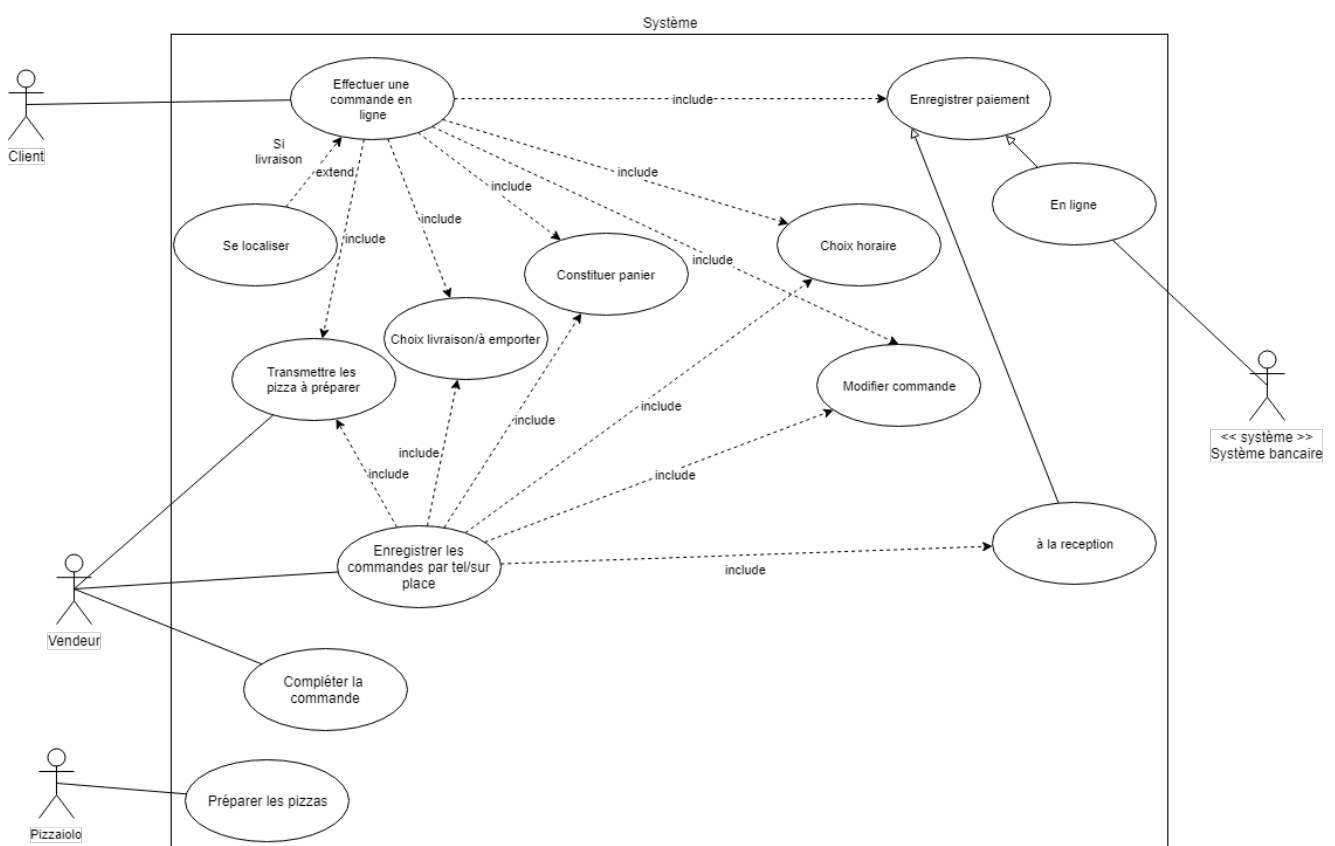 Système
Effectuer une
commande en
ligne
include
Enregistrer paiement
Client
Si
livraison
extend
include
include
include
En ligne
Se localiser
include
include
Choix horaire
Constituer panier
Choix livraison/à emporter
Transmettre les
pizza à préparer
Modifier commande
include
include
<< système >>
Système bancaire
include
include
include
Enregistrer les
commandes par tel/sur
place
include
à la reception
Vendeur
Compléter la
commande
Préparer les pizzas
Pizzaiolo